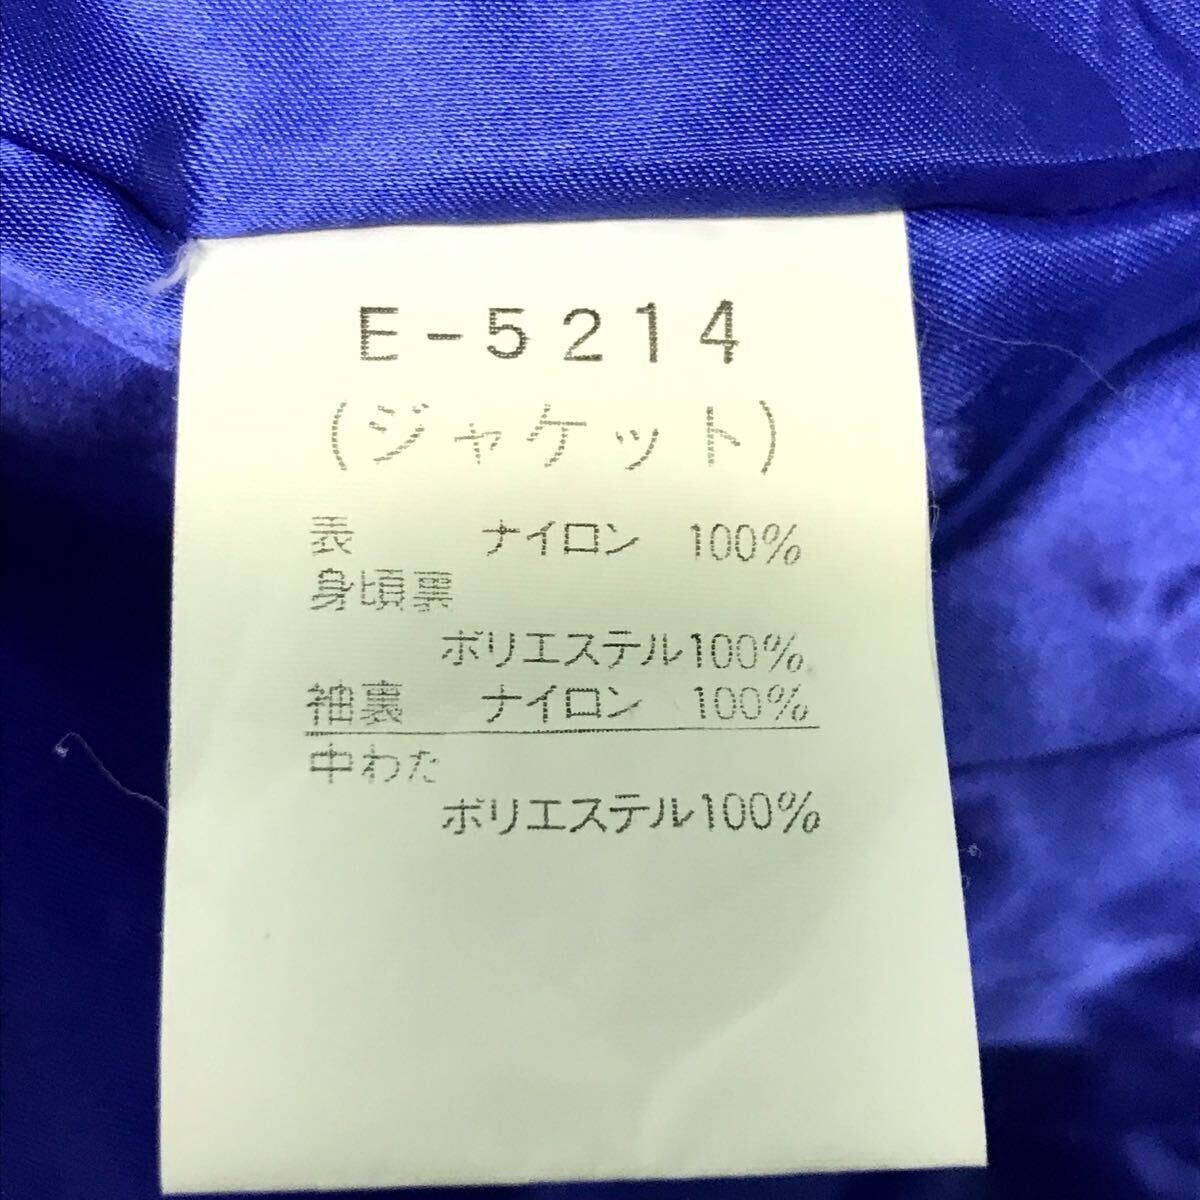 E-5214
(ジャケット)
表 ナイロン 100%
身頃裏
ポリエステル100%
袖裏 ナイロン 100%
中わた
ポリエステル100%